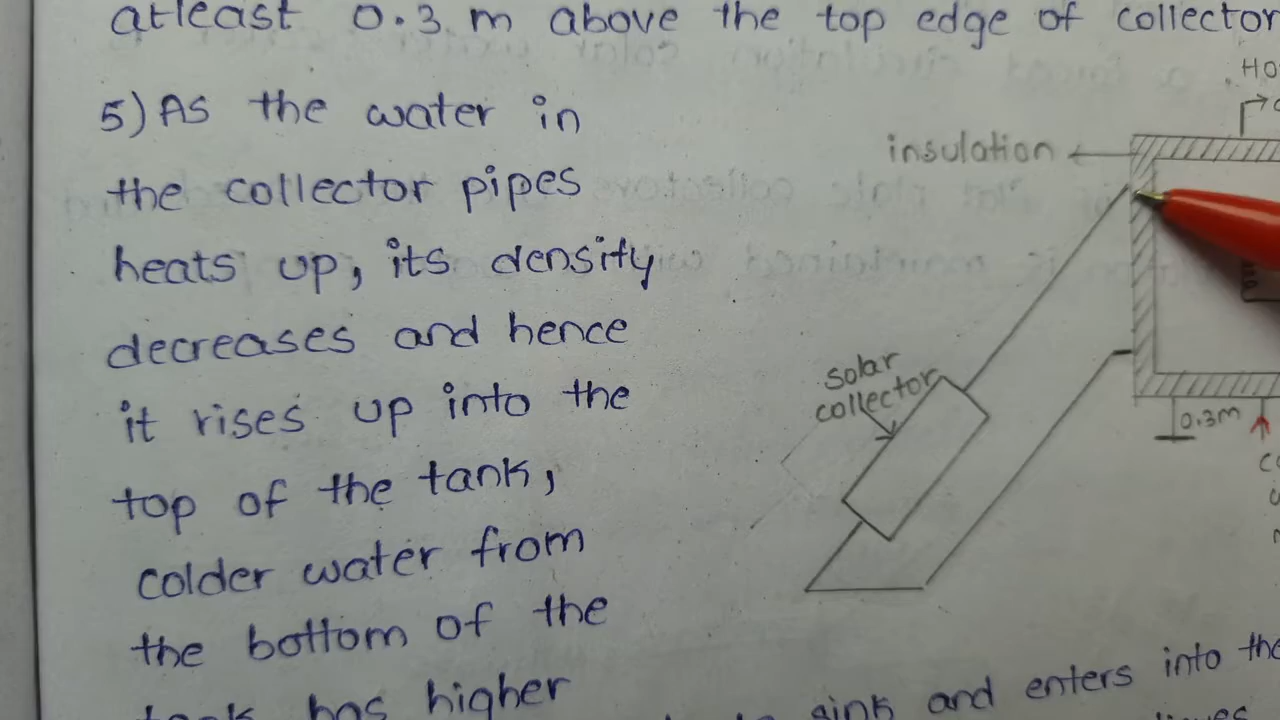 atleast 0.3 m above the top edge of collector
5) As the water in
the collector pipes
heats up, its density
decreases and hence
it rises up into the
top of the tank,
colder water from
the bottom of the
tank has higher
sink and enters into the
insulation
solar
collector
0.3m